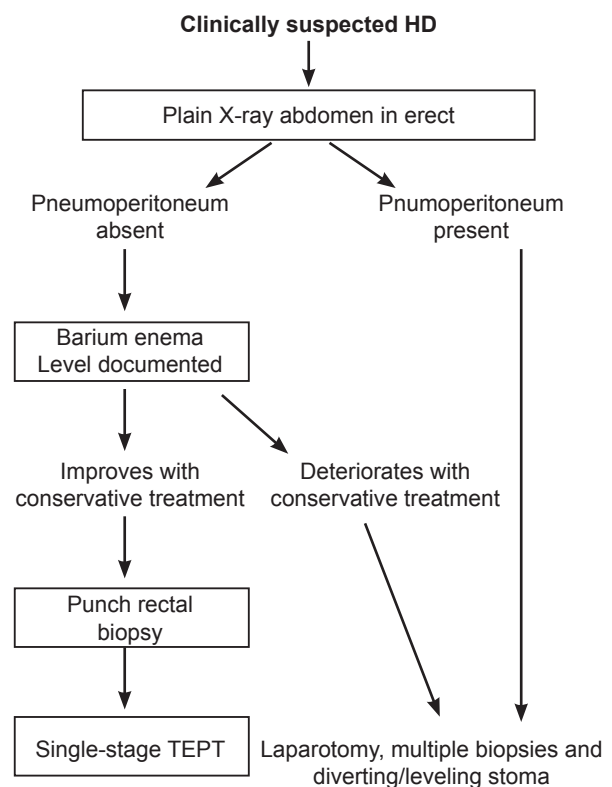 Clinically suspected HD
Plain X-ray abdomen in erect
Pneumoperitoneum
absent
Pnumoperitoneum
present
Barium enema
Level documented
Improves with
conservative treatment
Deteriorates with
conservative treatment
Punch rectal
biopsy
Single-stage TEPT
Laparotomy, multiple biopsies and
diverting/leveling stoma